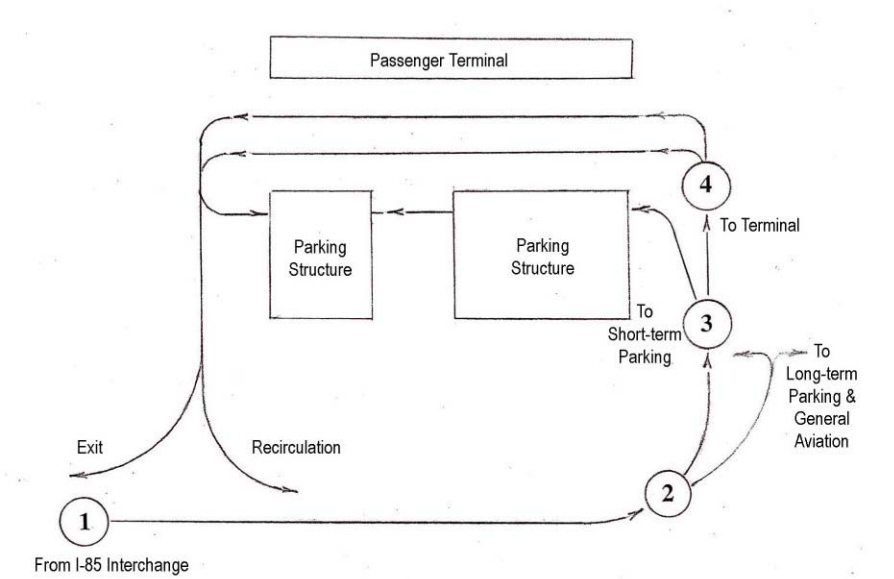 Passenger Terminal
4
To Terminal
Parking
Structure
Parking
Structure
To
Short-term
Parking
3
To
Long-term
Parking &
General
Aviation
Exit
Recirculation
2
1
From I-85 Interchange